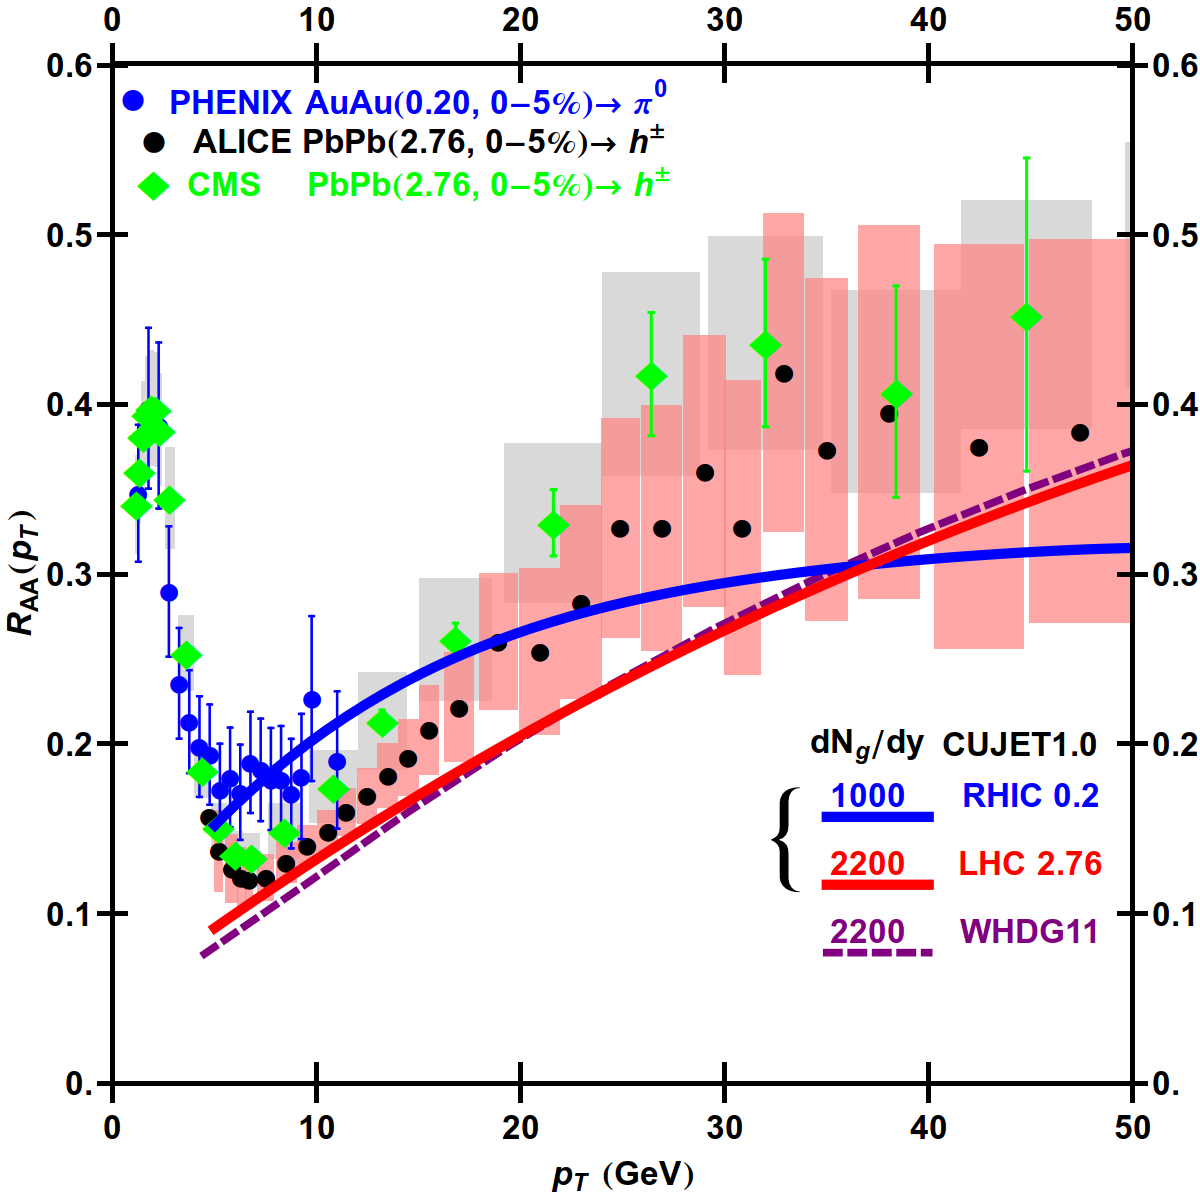 0 10 20 30 40 50
0.6 0.6
PHENIX AuAu(0.20, 0−5%)→ π⁰
ALICE PbPb(2.76, 0−5%)→ h±
CMS PbPb(2.76, 0−5%)→ h±
0.5 0.5
0.4 0.4
R_AA(p_T)
0.3 0.3
0.2 0.2
dN_g/dy CUJET1.0
1000 RHIC 0.2
2200 LHC 2.76
0.1 0.1
2200 WHDG11
0. 0.
0 10 20 30 40 50
p_T (GeV)